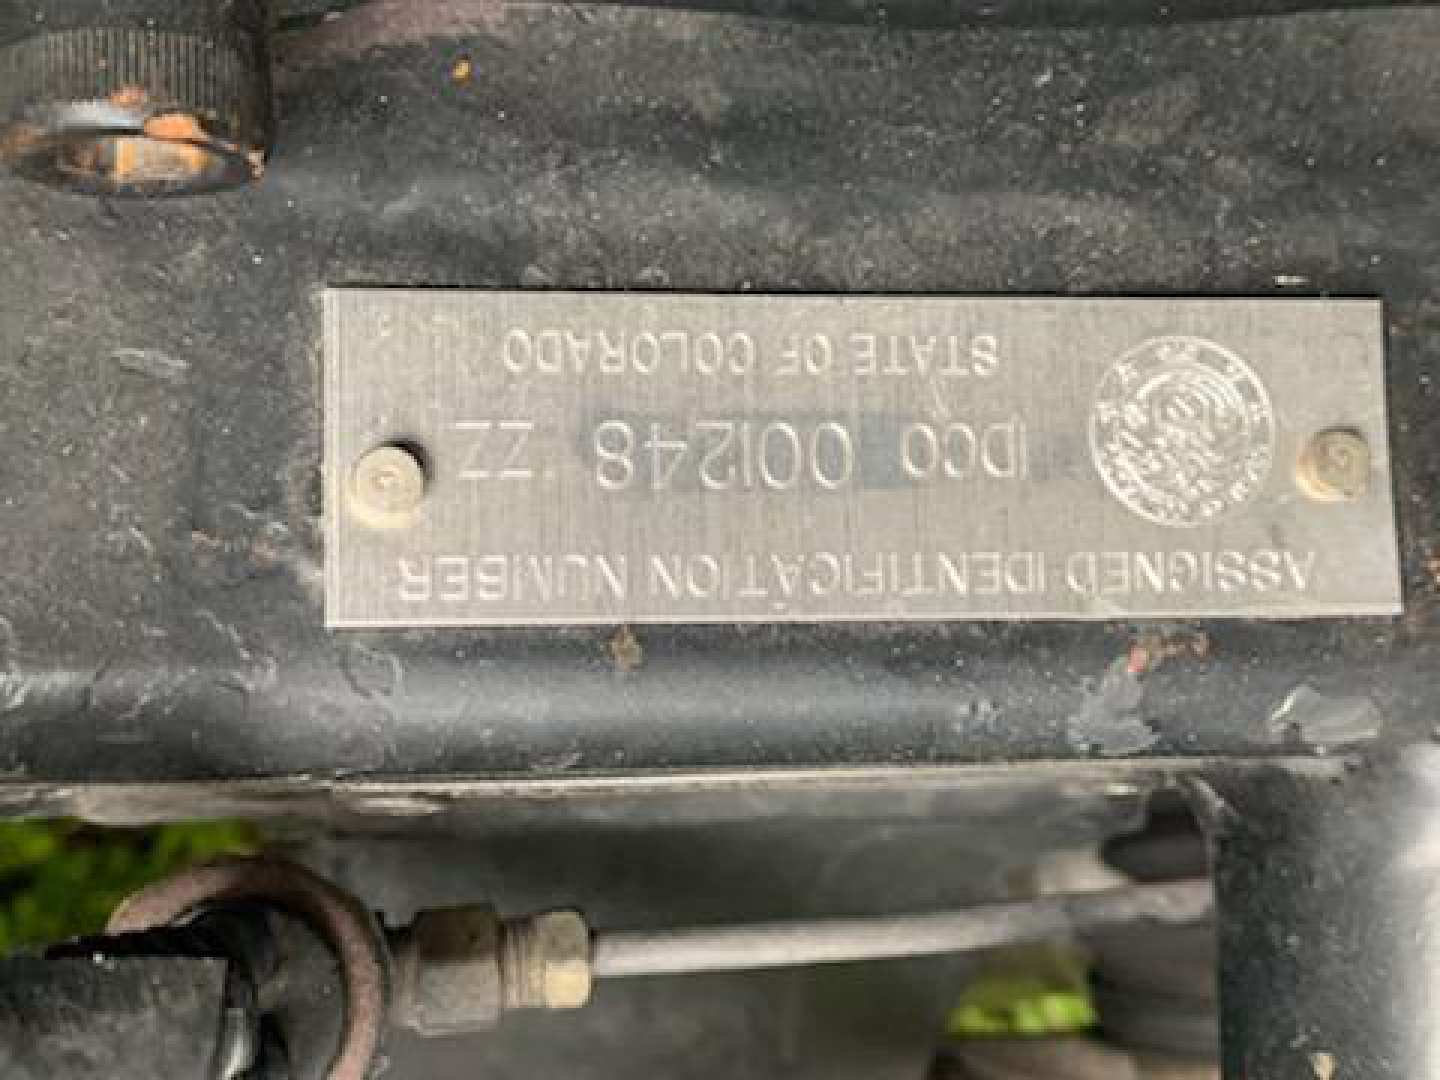 ASSIGNED IDENTIFICATION NUMBER
IDCO 001248 ZZ
STATE OF COLORADO